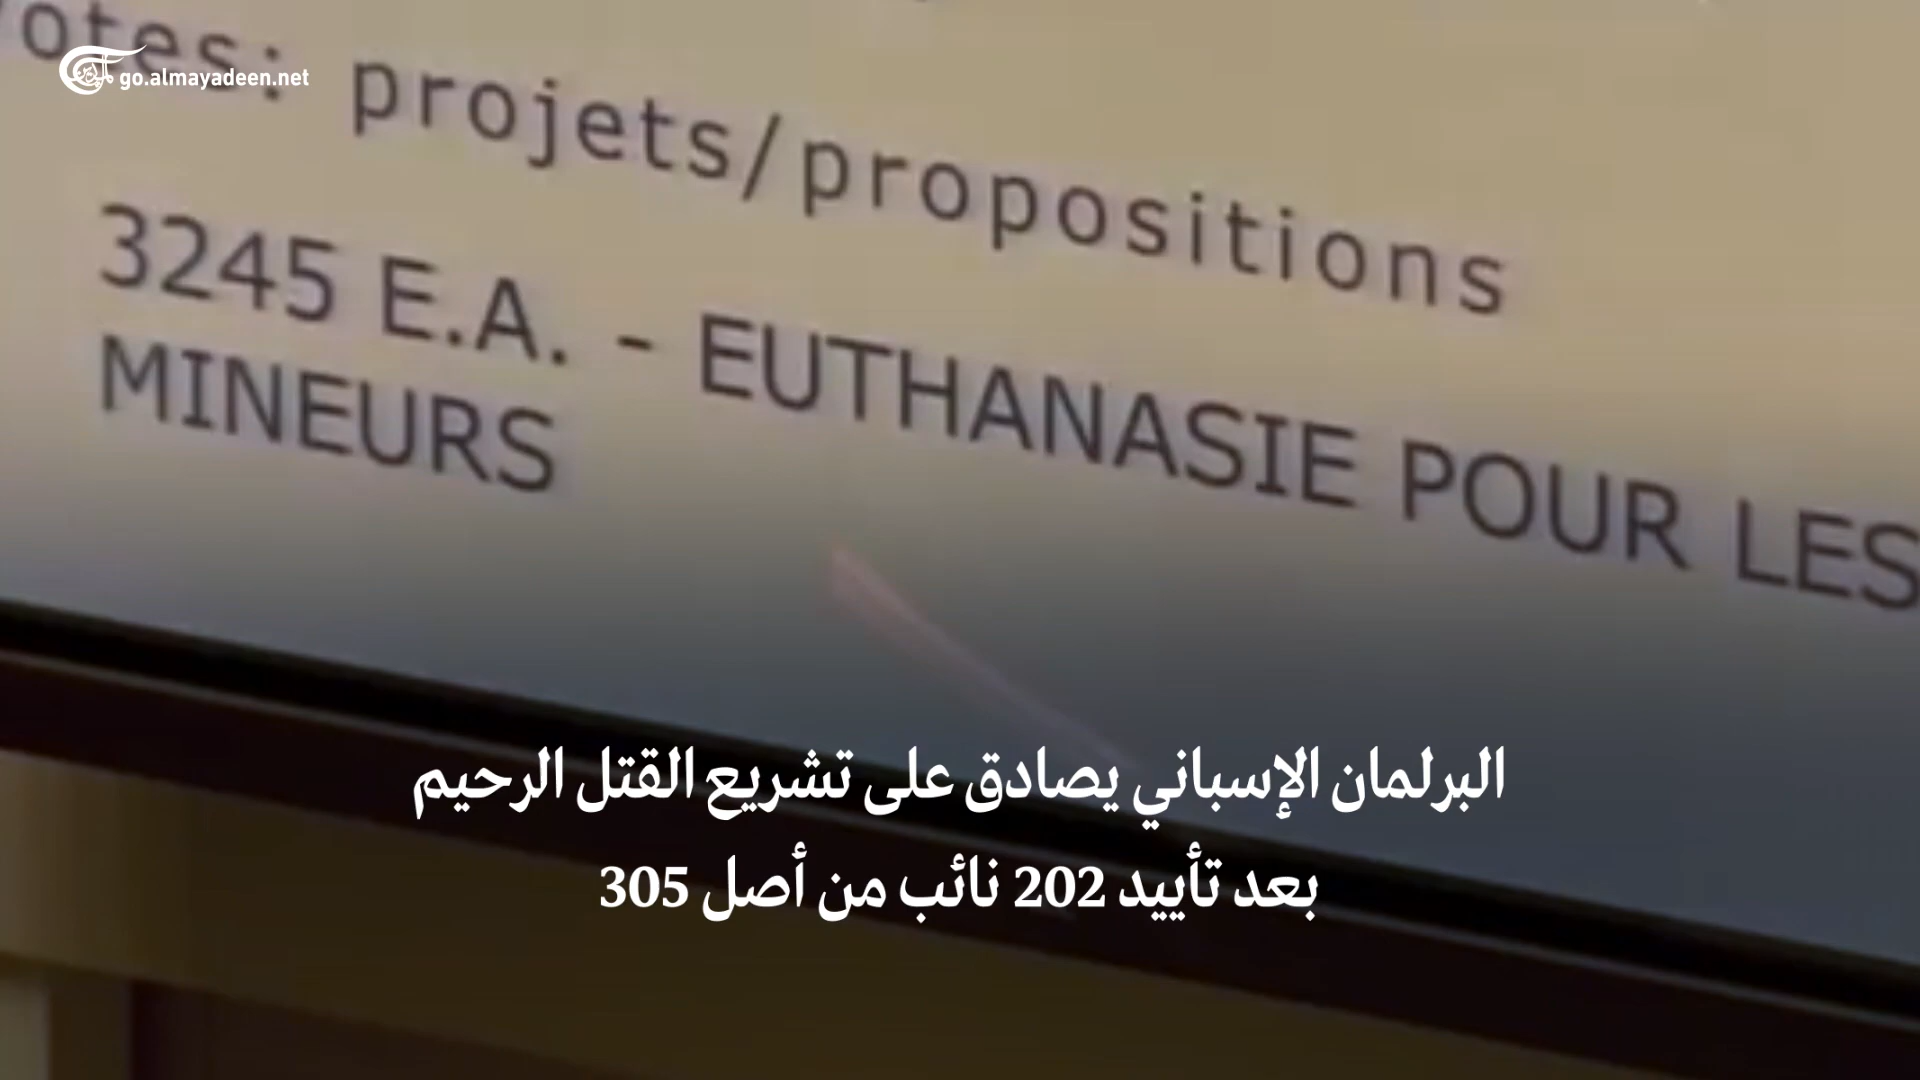 otes: projets/propositions
go.almayadeen.net
3245 E.A. - EUTHANASIE POUR LES
MINEURS
البرلمان الإسباني يصادق على تشريع القتل الرحيم
بعد تأييد 202 نائب من أصل 305